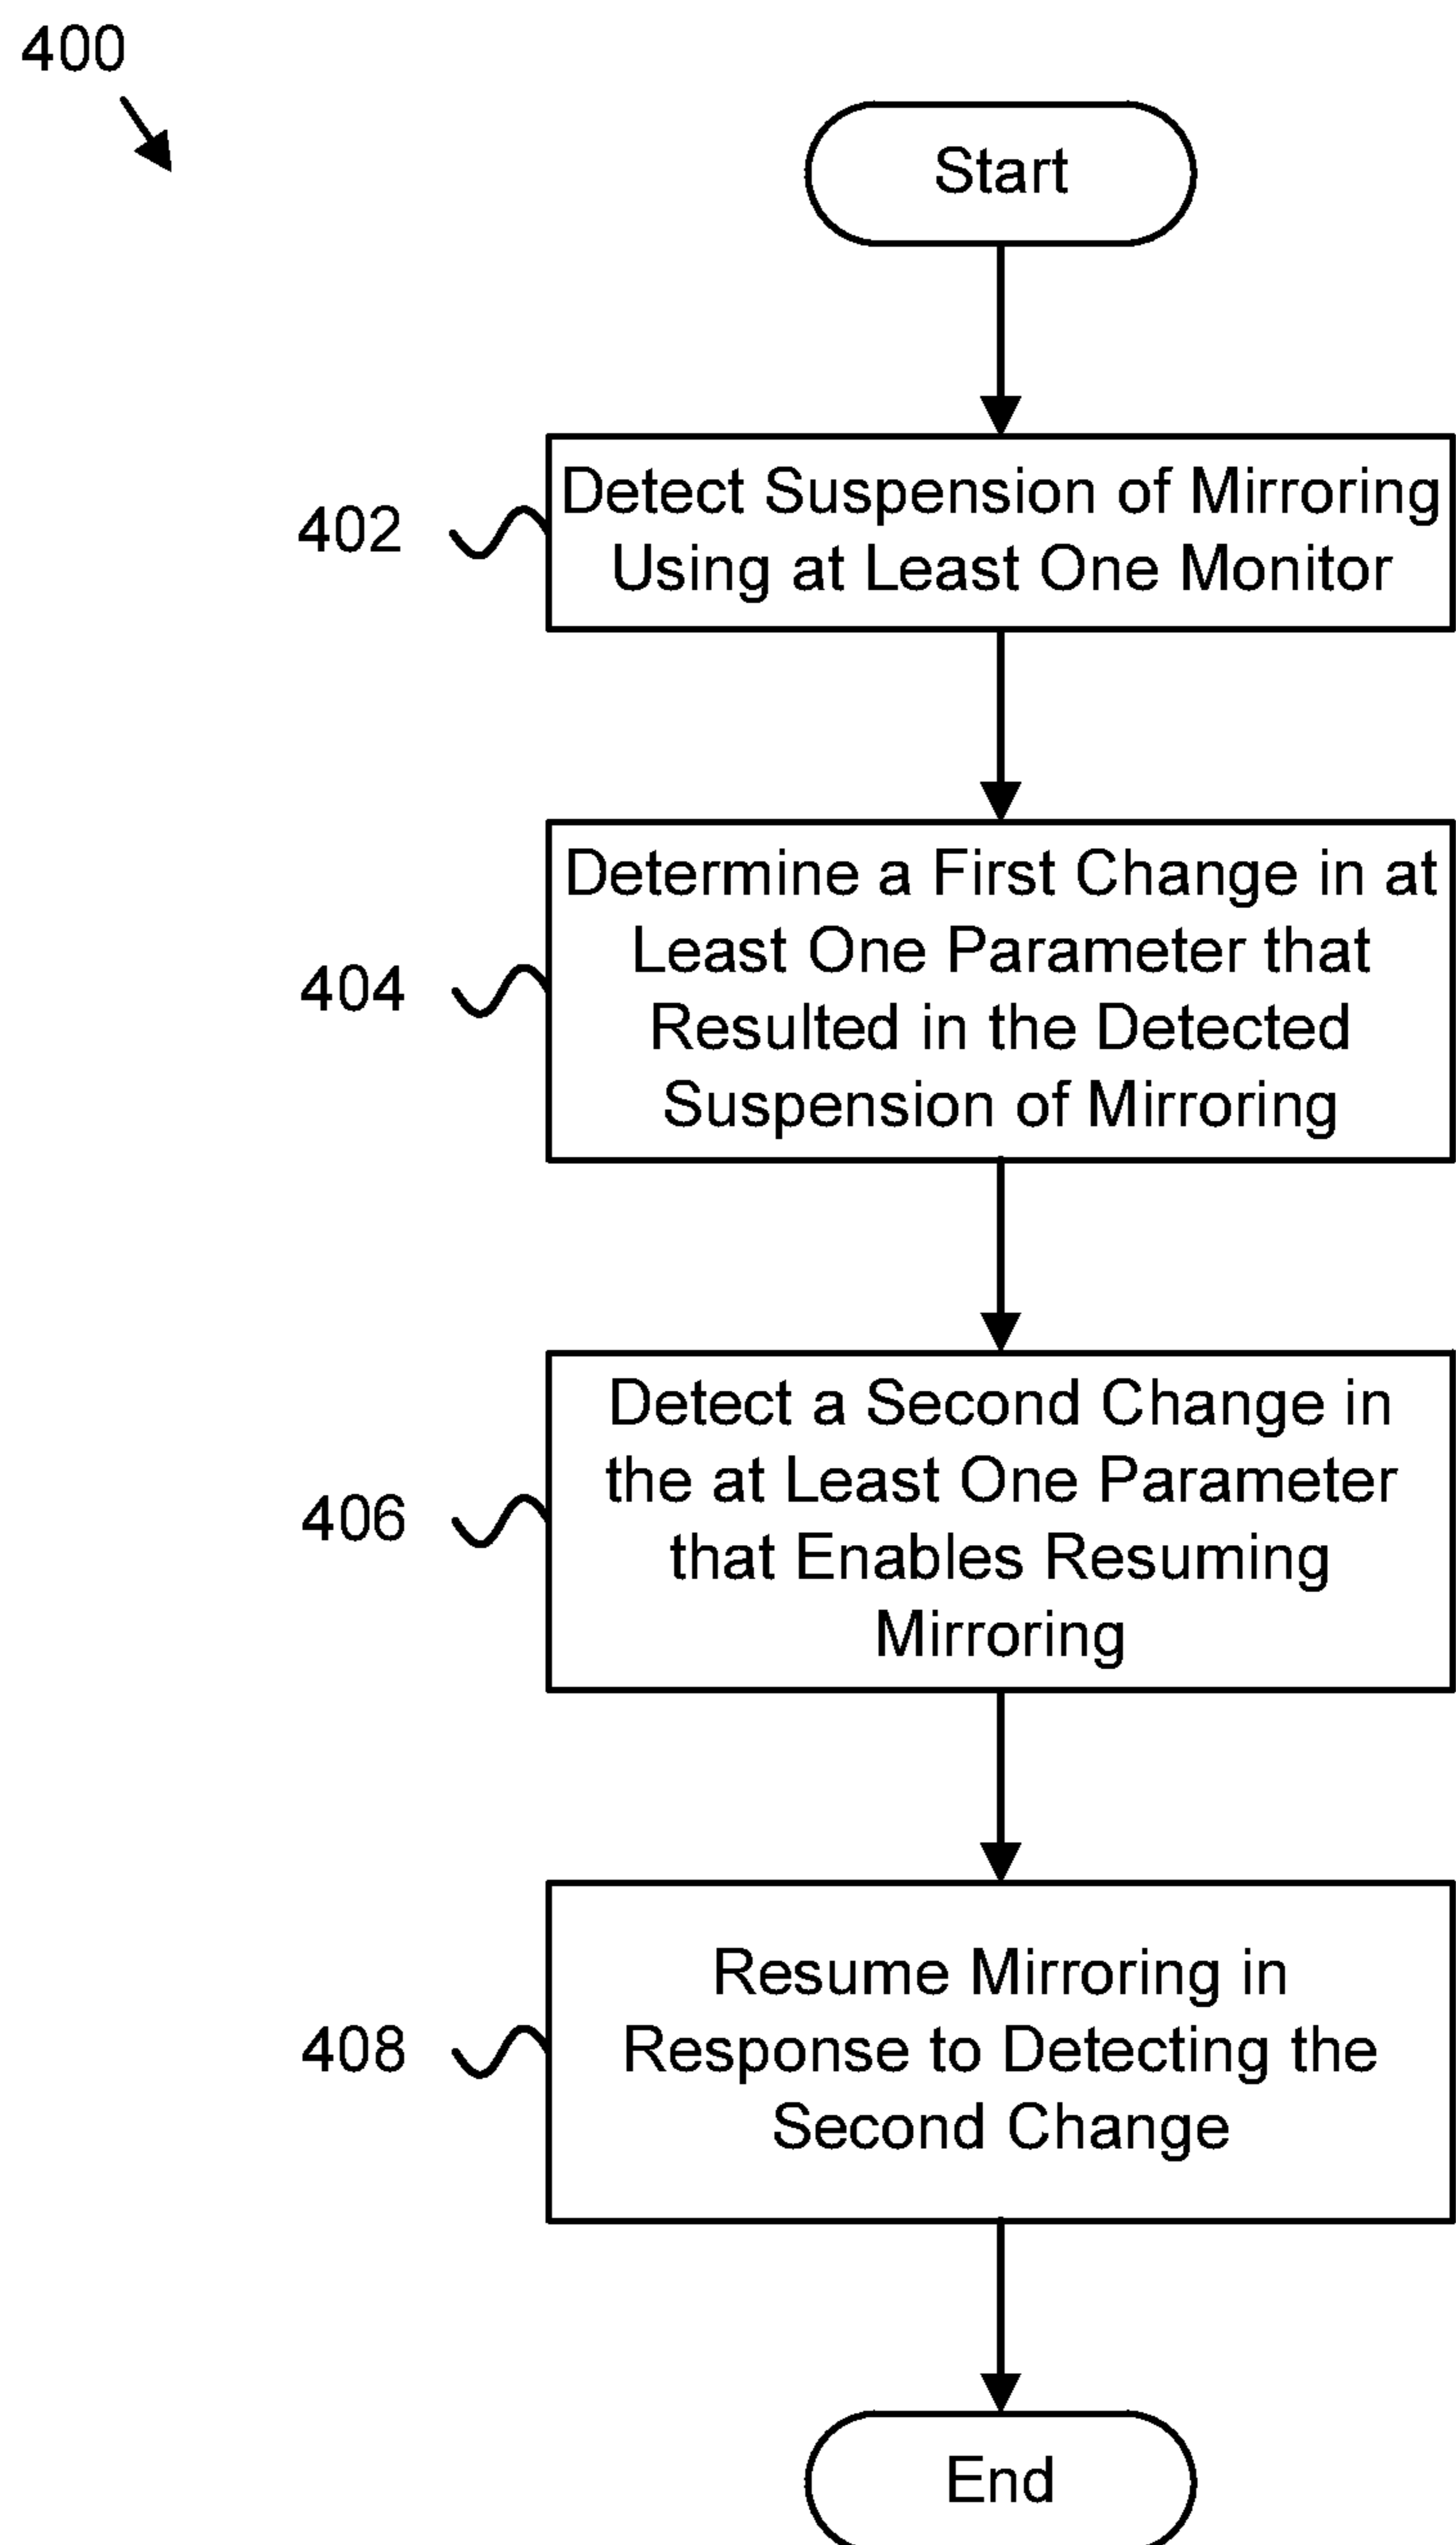 400
Start
402
Detect Suspension of Mirroring
Using at Least One Monitor
404
Determine a First Change in at
Least One Parameter that
Resulted in the Detected
Suspension of Mirroring
406
Detect a Second Change in
the at Least One Parameter
that Enables Resuming
Mirroring
408
Resume Mirroring in
Response to Detecting the
Second Change
End